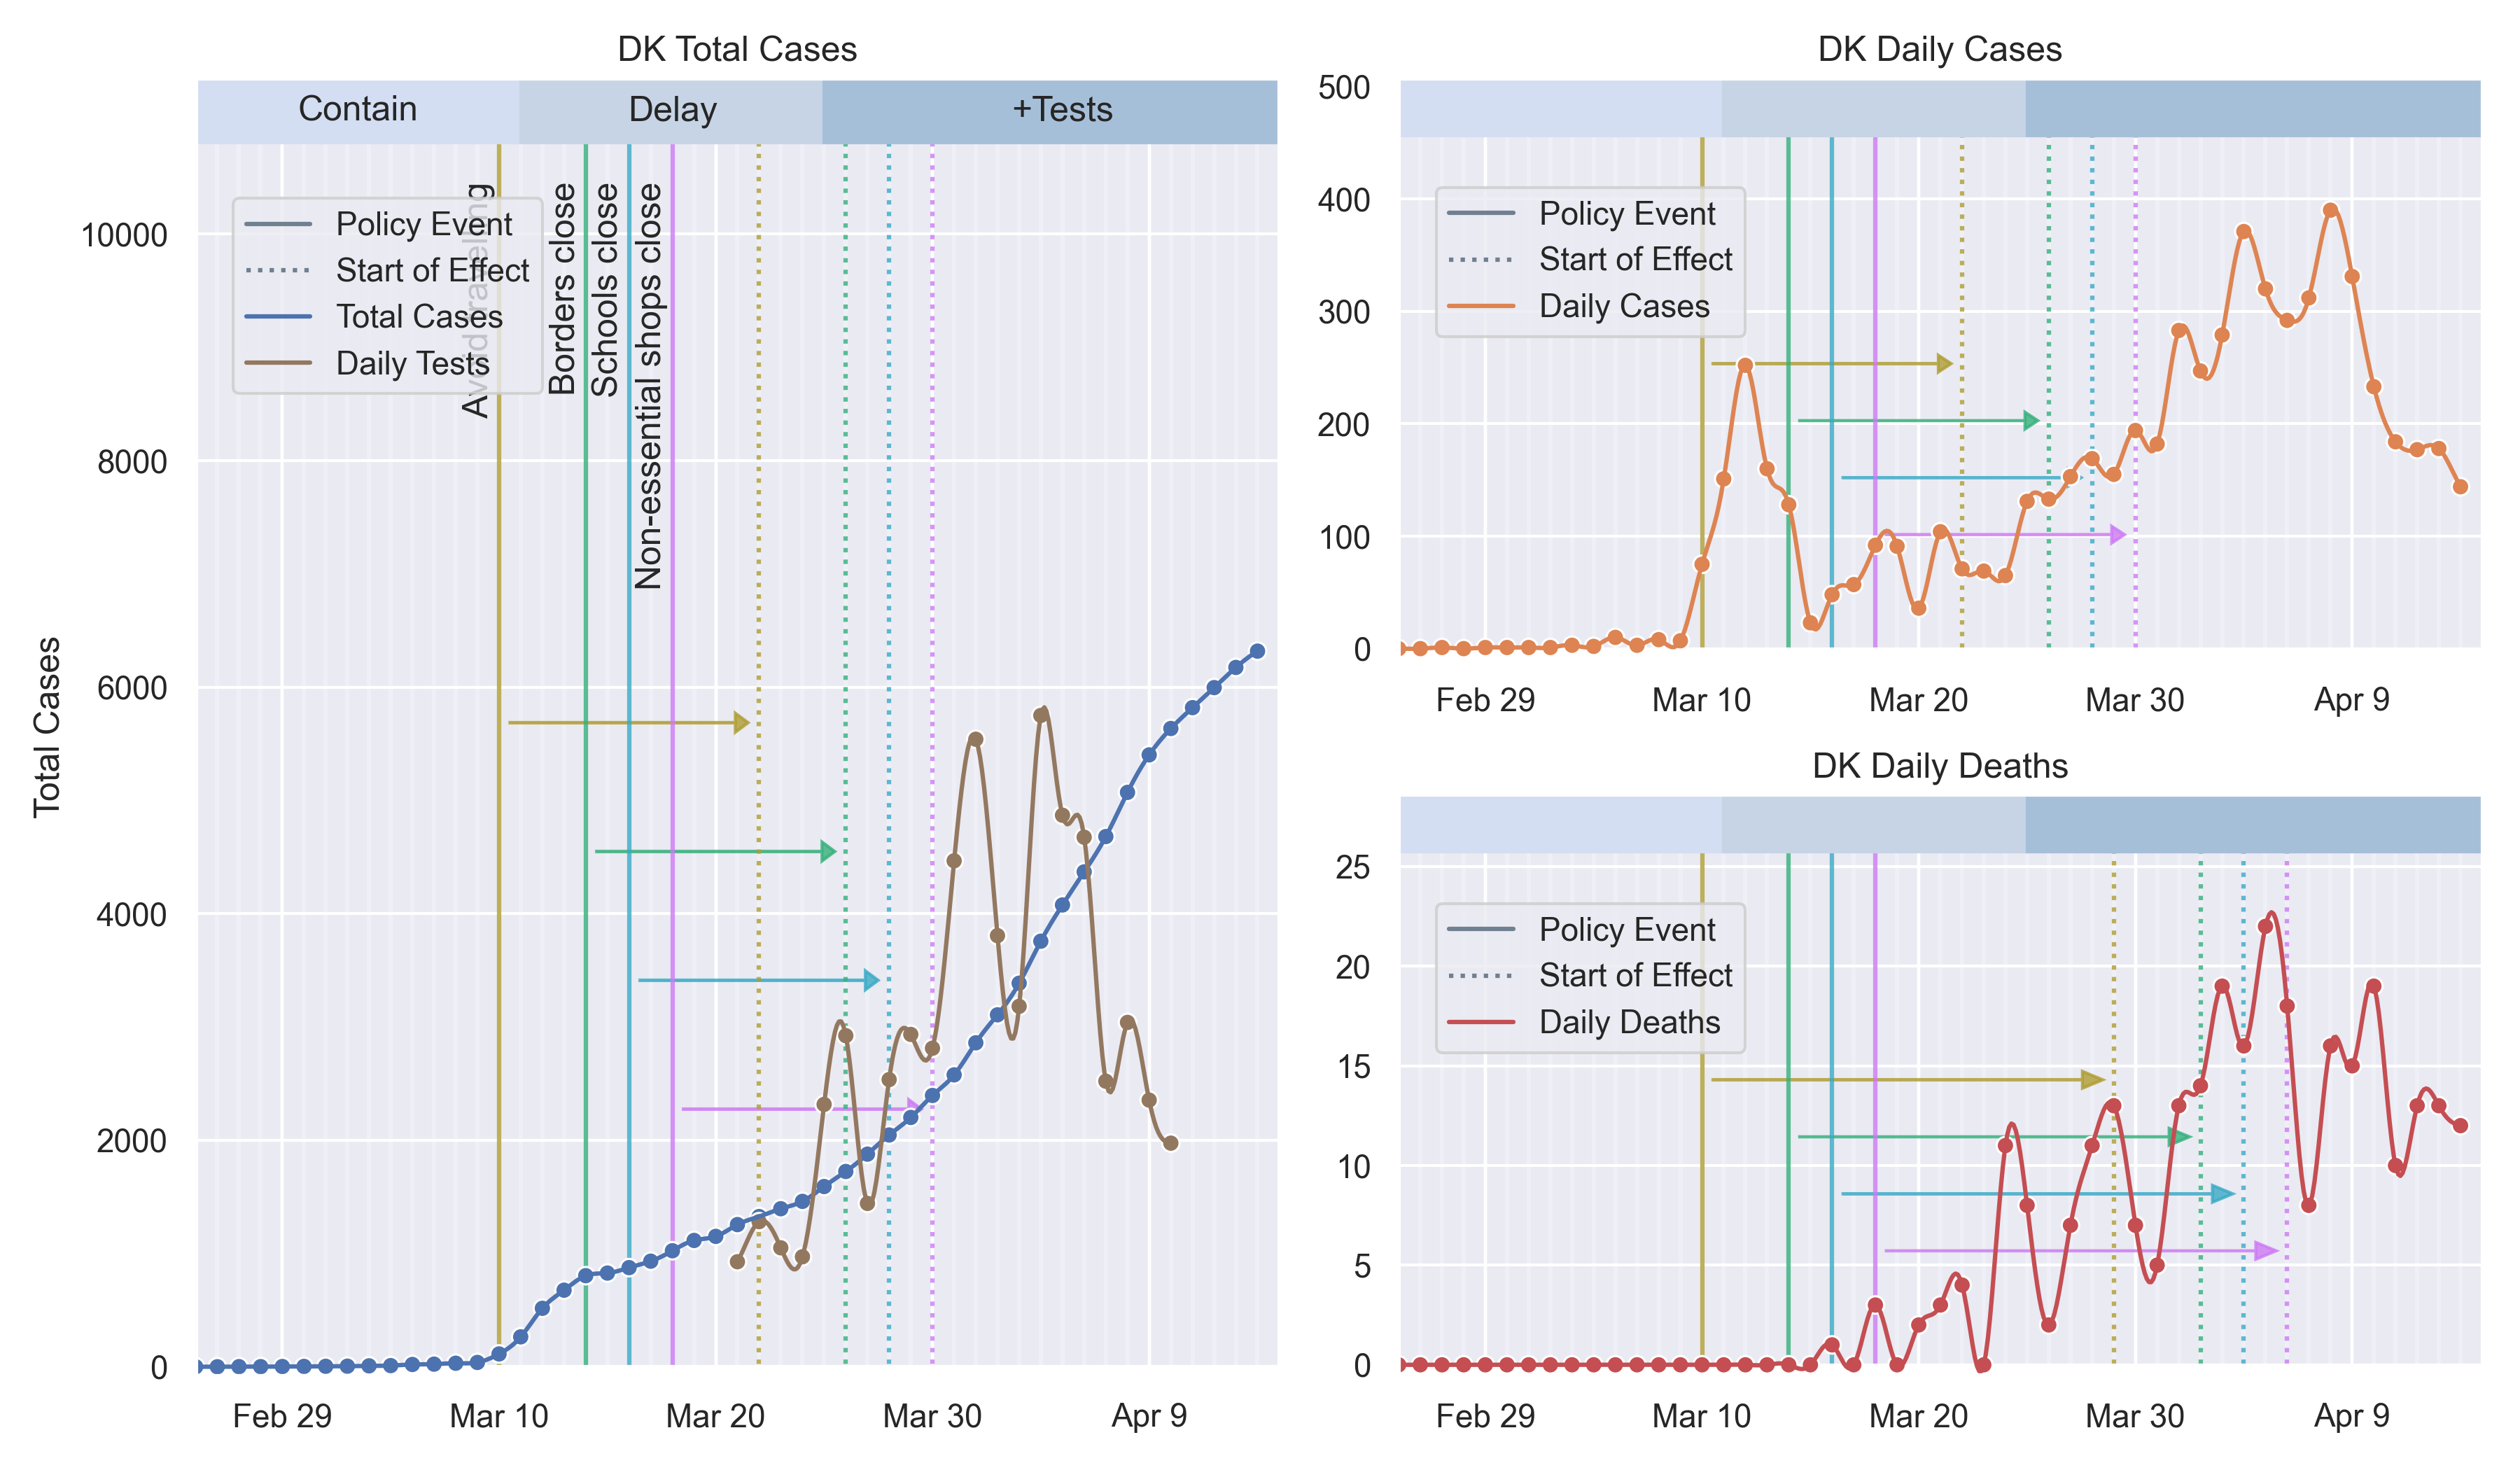 DK Total Cases
Contain
Delay
+Tests
Policy Event
Start of Effect
Total Cases
Daily Tests
Avoid traveling
Borders close
Schools close
Non-essential shops close
Total Cases
10000
8000
6000
4000
2000
0
Feb 29
Mar 10
Mar 20
Mar 30
Apr 9
DK Daily Cases
500
400
300
200
100
0
Policy Event
Start of Effect
Daily Cases
Feb 29
Mar 10
Mar 20
Mar 30
Apr 9
DK Daily Deaths
25
20
15
10
5
0
Policy Event
Start of Effect
Daily Deaths
Feb 29
Mar 10
Mar 20
Mar 30
Apr 9